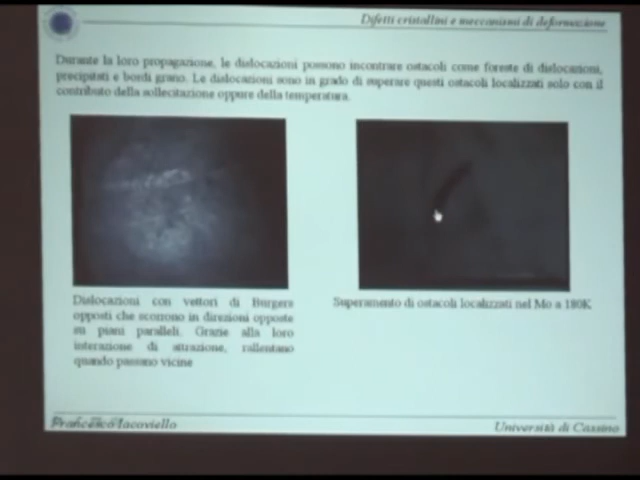 Difetti cristallini e meccanismi di deformazione
Durante la loro propagazione, le dislocazioni possono incontrare ostacoli come foreste di dislocazioni,
precipitati e bordi grano. Le dislocazioni sono in grado di superare questi ostacoli localizzati solo con il
contributo della sollecitazione oppure della temperatura.
Dislocazioni con vettori di Burgers
opposti che scorrono in direzioni opposte
su piani paralleli. Grazie alla loro
interazione di attrazione, rallentano
quando passano vicine
Superamento di ostacoli localizzati nel Mo a 180K
Francesco Iacoviello
Università di Cassino